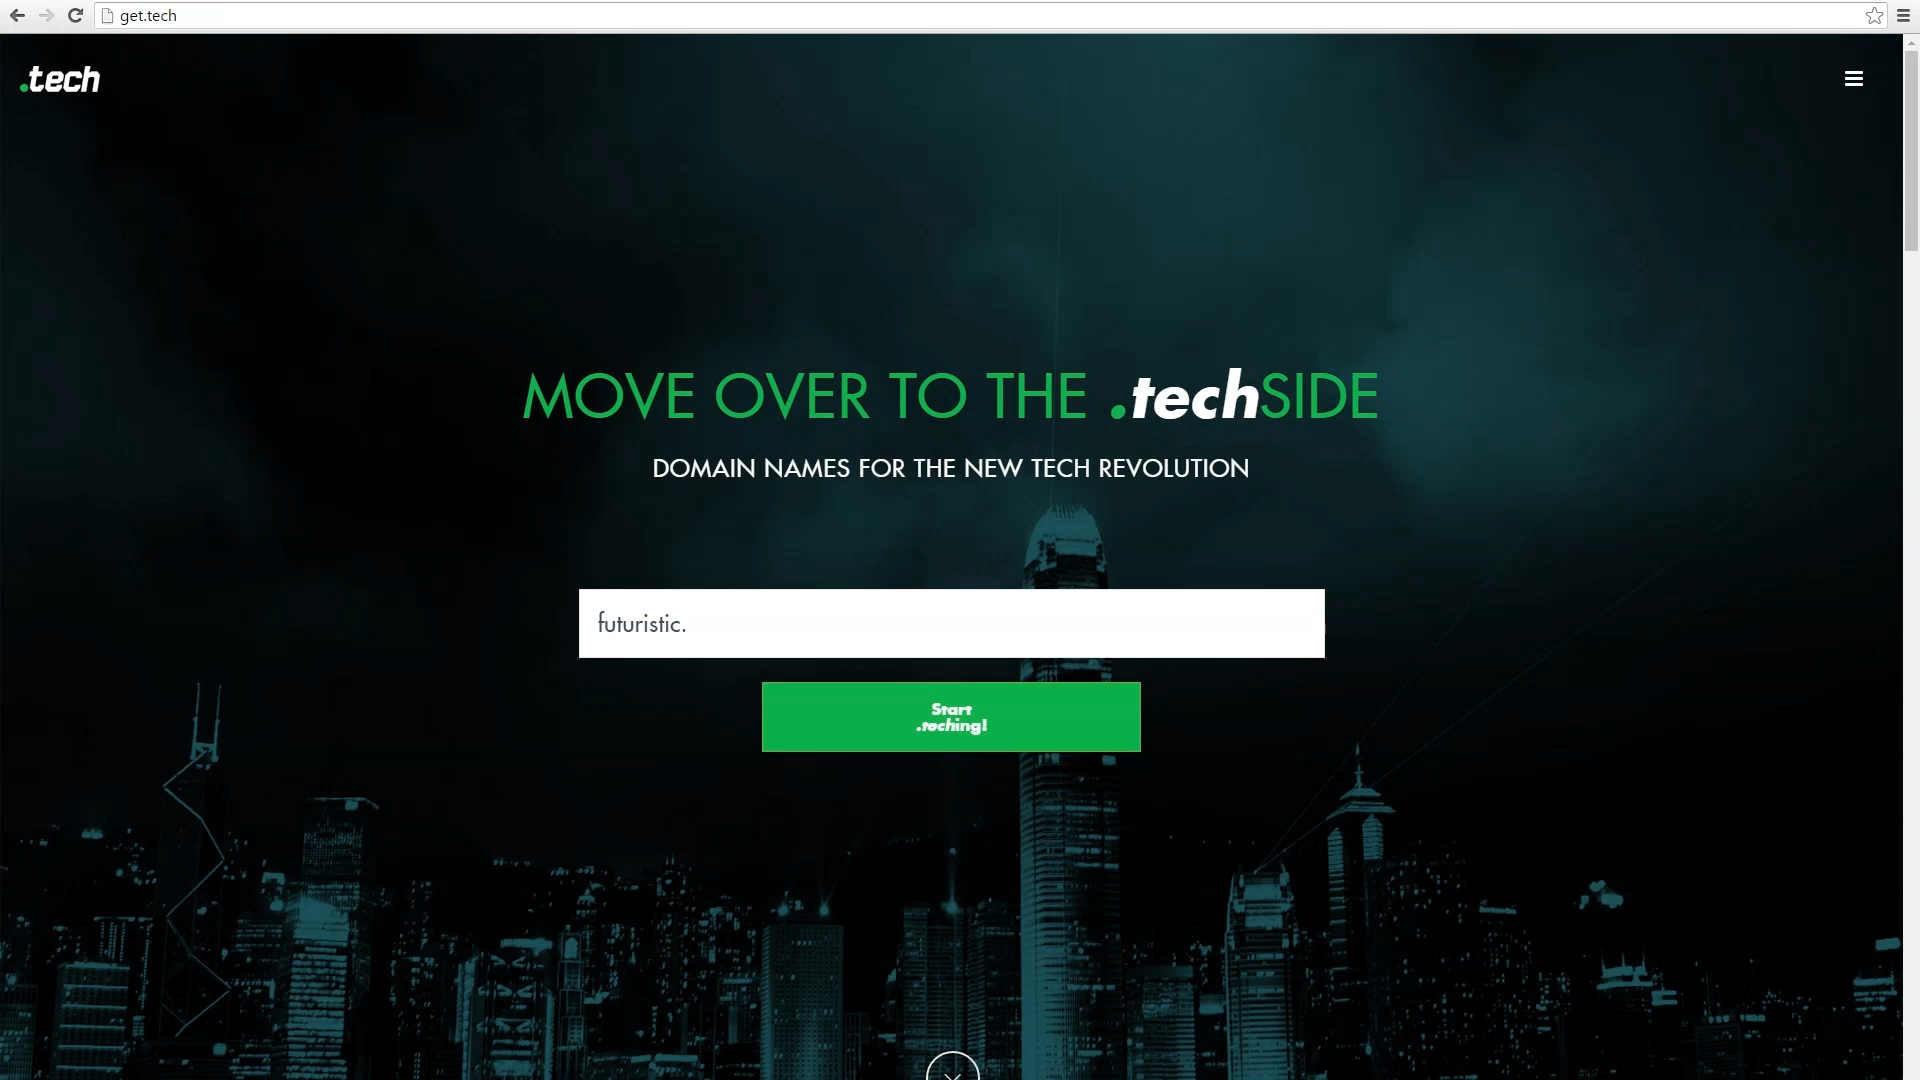 get.tech
.tech
MOVE OVER TO THE .techSIDE
DOMAIN NAMES FOR THE NEW TECH REVOLUTION
futuristic.
Start
.teching!